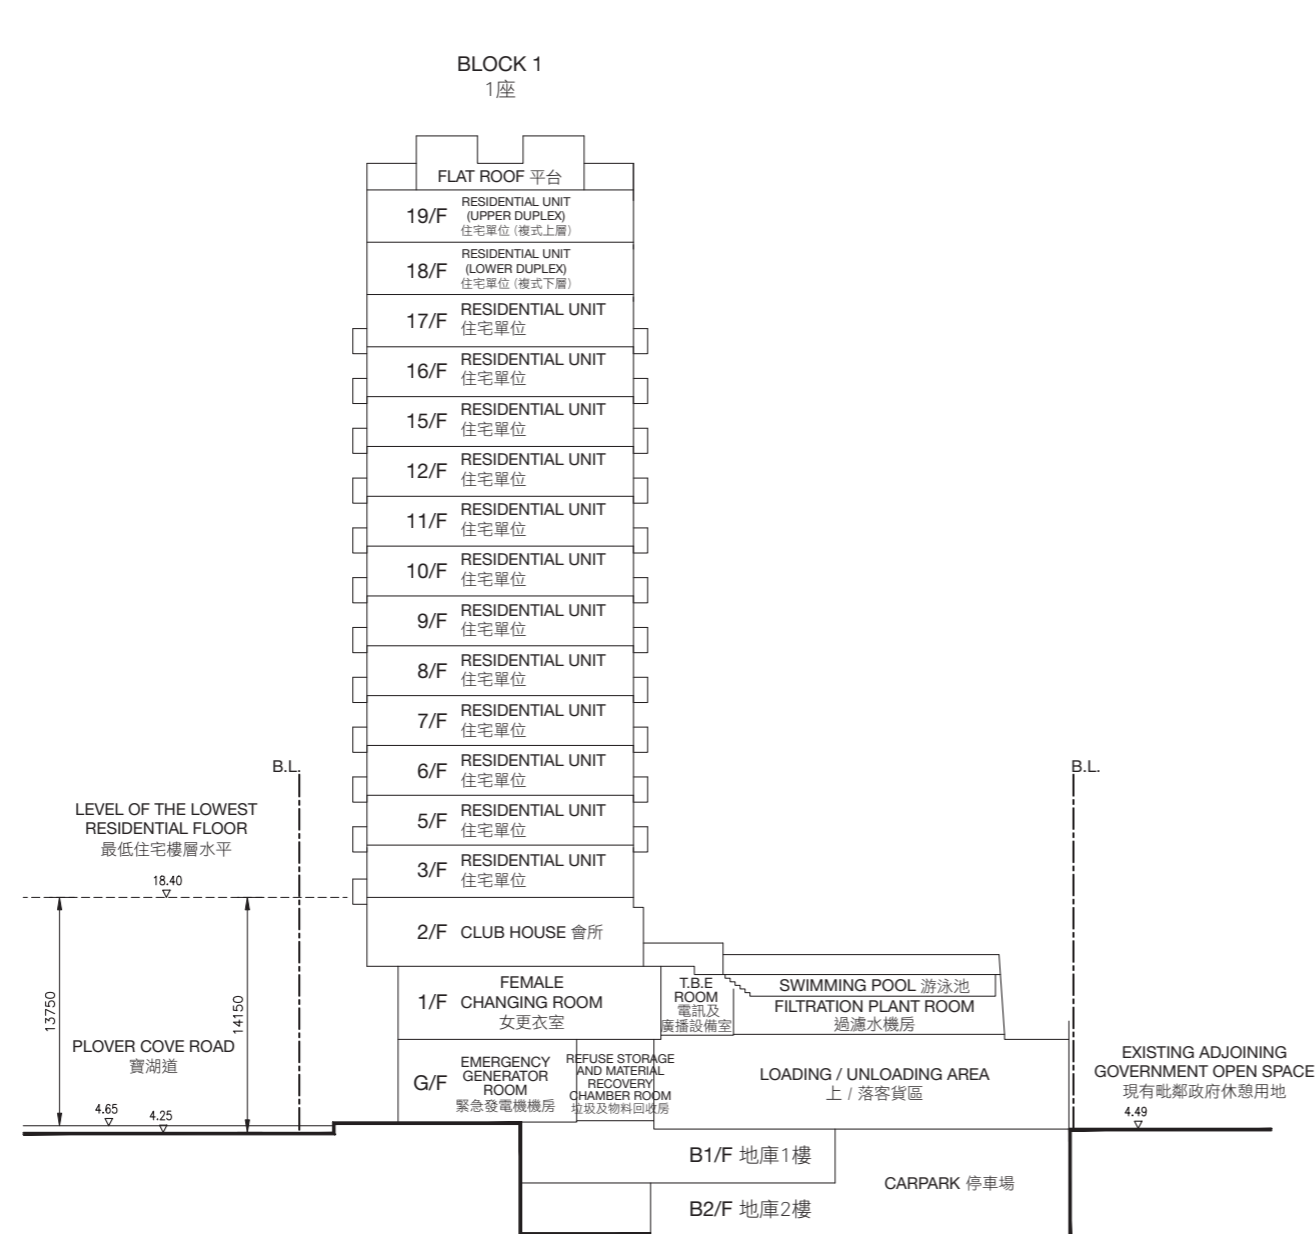 BLOCK 1
1座
FLAT ROOF 平台
19/F
RESIDENTIAL UNIT
(UPPER DUPLEX)
住宅單位 (複式上層)
18/F
RESIDENTIAL UNIT
(LOWER DUPLEX)
住宅單位 (複式下層)
17/F
RESIDENTIAL UNIT
住宅單位
16/F
RESIDENTIAL UNIT
住宅單位
15/F
RESIDENTIAL UNIT
住宅單位
12/F
RESIDENTIAL UNIT
住宅單位
11/F
RESIDENTIAL UNIT
住宅單位
10/F
RESIDENTIAL UNIT
住宅單位
9/F
RESIDENTIAL UNIT
住宅單位
8/F
RESIDENTIAL UNIT
住宅單位
7/F
RESIDENTIAL UNIT
住宅單位
6/F
RESIDENTIAL UNIT
住宅單位
5/F
RESIDENTIAL UNIT
住宅單位
3/F
RESIDENTIAL UNIT
住宅單位
2/F CLUB HOUSE 會所
1/F
FEMALE
CHANGING ROOM
女更衣室
T.B.E
ROOM
電訊及
廣播設備室
SWIMMING POOL 游泳池
FILTRATION PLANT ROOM
過濾水機房
G/F
EMERGENCY
GENERATOR
ROOM
緊急發電機機房
REFUSE STORAGE
AND MATERIAL
RECOVERY
CHAMBER ROOM
垃圾及物料回收房
LOADING / UNLOADING AREA
上 / 落客貨區
B1/F 地庫1樓
B2/F 地庫2樓
CARPARK 停車場
B.L.
B.L.
LEVEL OF THE LOWEST
RESIDENTIAL FLOOR
最低住宅樓層水平
18.40
13750
14150
PLOVER COVE ROAD
寶湖道
4.65
4.25
EXISTING ADJOINING
GOVERNMENT OPEN SPACE
現有毗鄰政府休憩用地
4.49